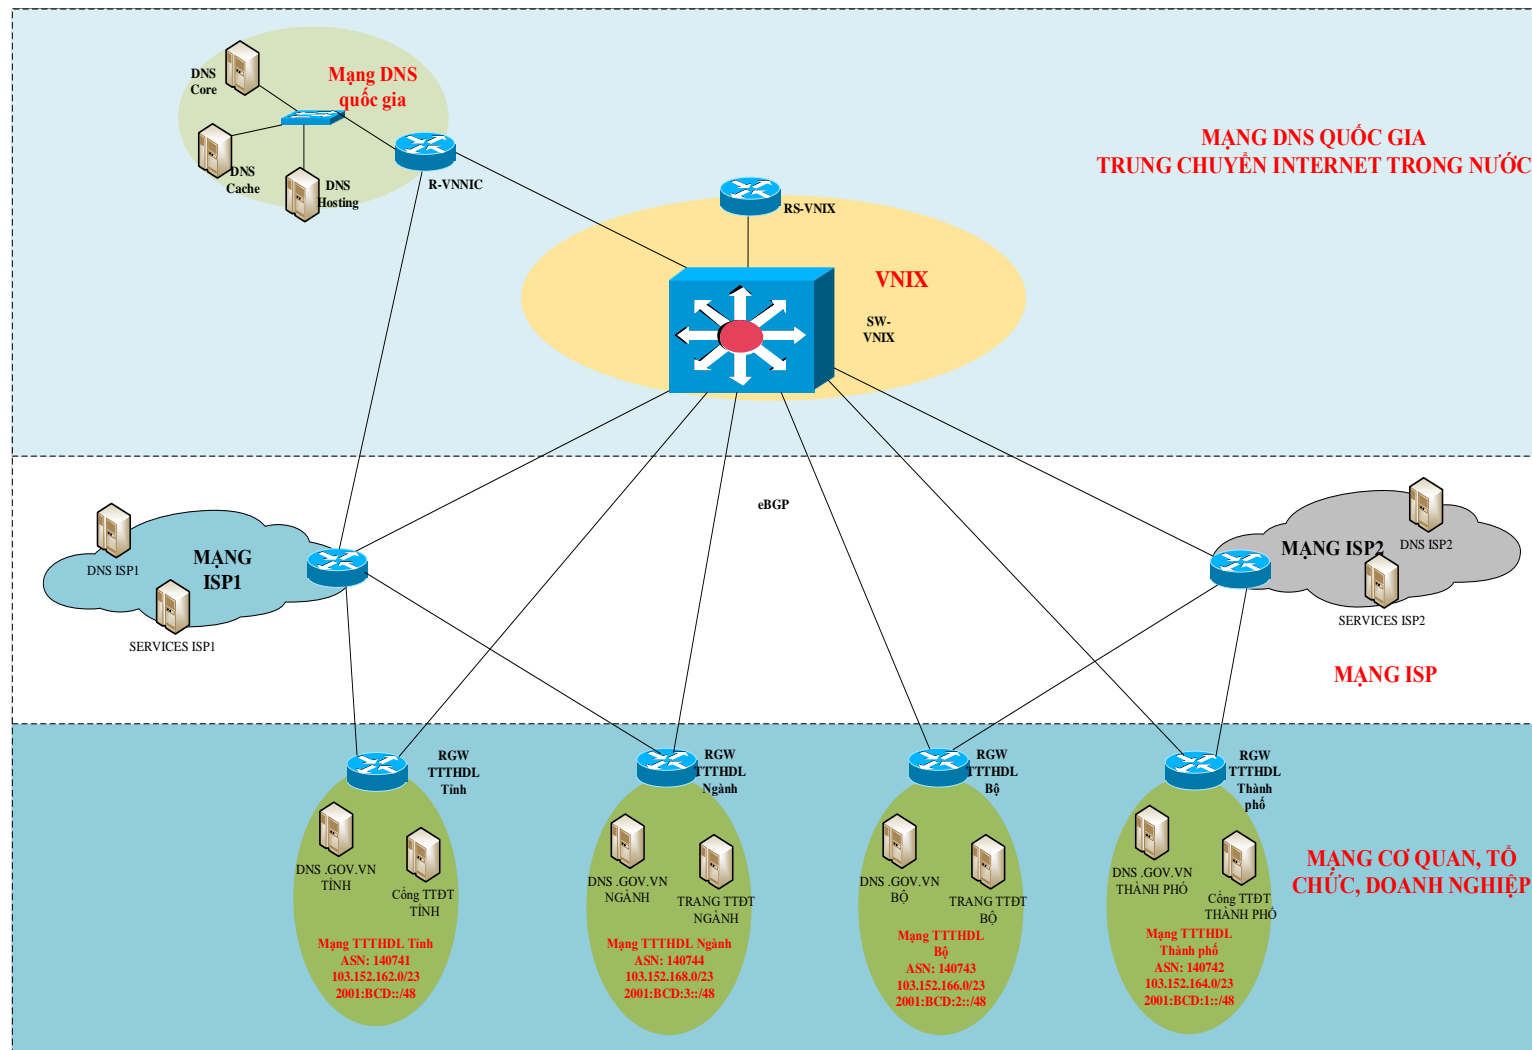 DNS
Core
Mạng DNS
quốc gia
DNS
Cache
DNS
Hosting
R-VNNIC
MẠNG DNS QUỐC GIA
TRUNG CHUYỂN INTERNET TRONG NƯỚC
RS-VNIX
VNIX
SW-
VNIX
eBGP
MẠNG
ISP1
DNS ISP1
SERVICES ISP1
MẠNG ISP2
DNS ISP2
SERVICES ISP2
MẠNG ISP
RGW
TTTHDL
Tỉnh
RGW
TTTHDL
Ngành
RGW
TTTHDL
Bộ
RGW
TTTHDL
Thành
phố
DNS .GOV.VN
TỈNH
Cổng TTĐT
TỈNH
DNS .GOV.VN
NGÀNH
TRANG TTĐT
NGÀNH
DNS .GOV.VN
BỘ
TRANG TTĐT
BỘ
DNS .GOV.VN
THÀNH PHỐ
Cổng TTĐT
THÀNH PHỐ
MẠNG CƠ QUAN, TỔ
CHỨC, DOANH NGHIỆP
Mạng TTTHDL Tỉnh
ASN: 140741
103.152.162.0/23
2001:BCD::/48
Mạng TTTHDL Ngành
ASN: 140744
103.152.168.0/23
2001:BCD:3::/48
Mạng TTTHDL
Bộ
ASN: 140743
103.152.166.0/23
2001:BCD:2::/48
Mạng TTTHDL
Thành phố
ASN: 140742
103.152.164.0/23
2001:BCD:1::/48